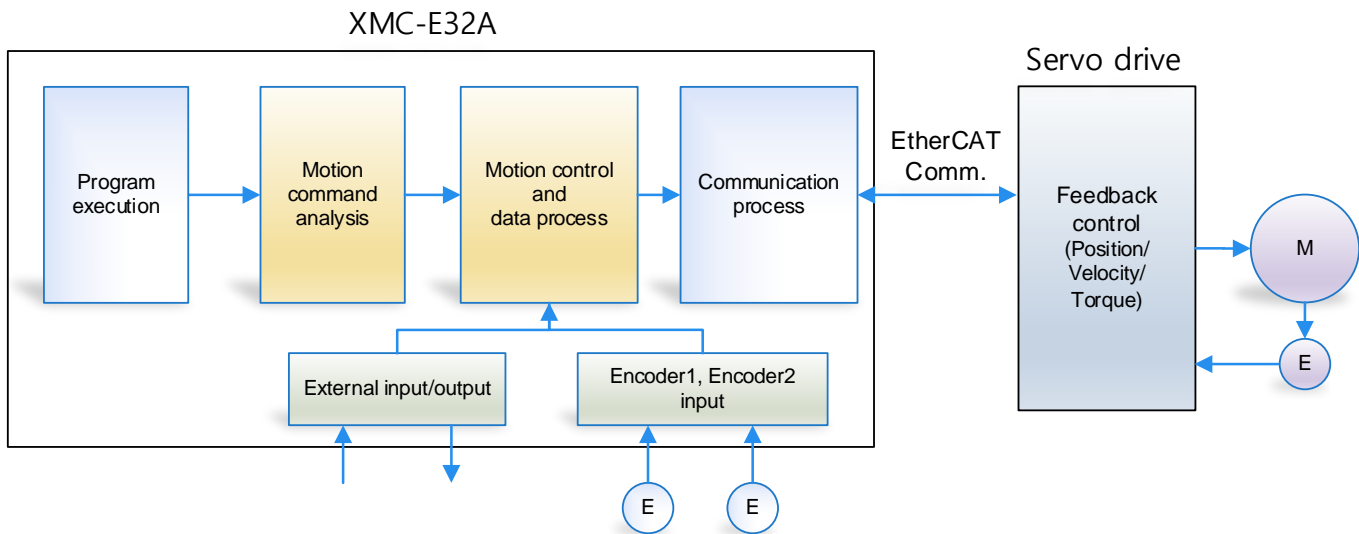 XMC-E32A
Servo drive
Program
execution
Motion
command
analysis
Motion control
and
data process
Communication
process
EtherCAT
Comm.
Feedback
control
(Position/
Velocity/
Torque)
M
E
External input/output
Encoder1, Encoder2
input
E
E